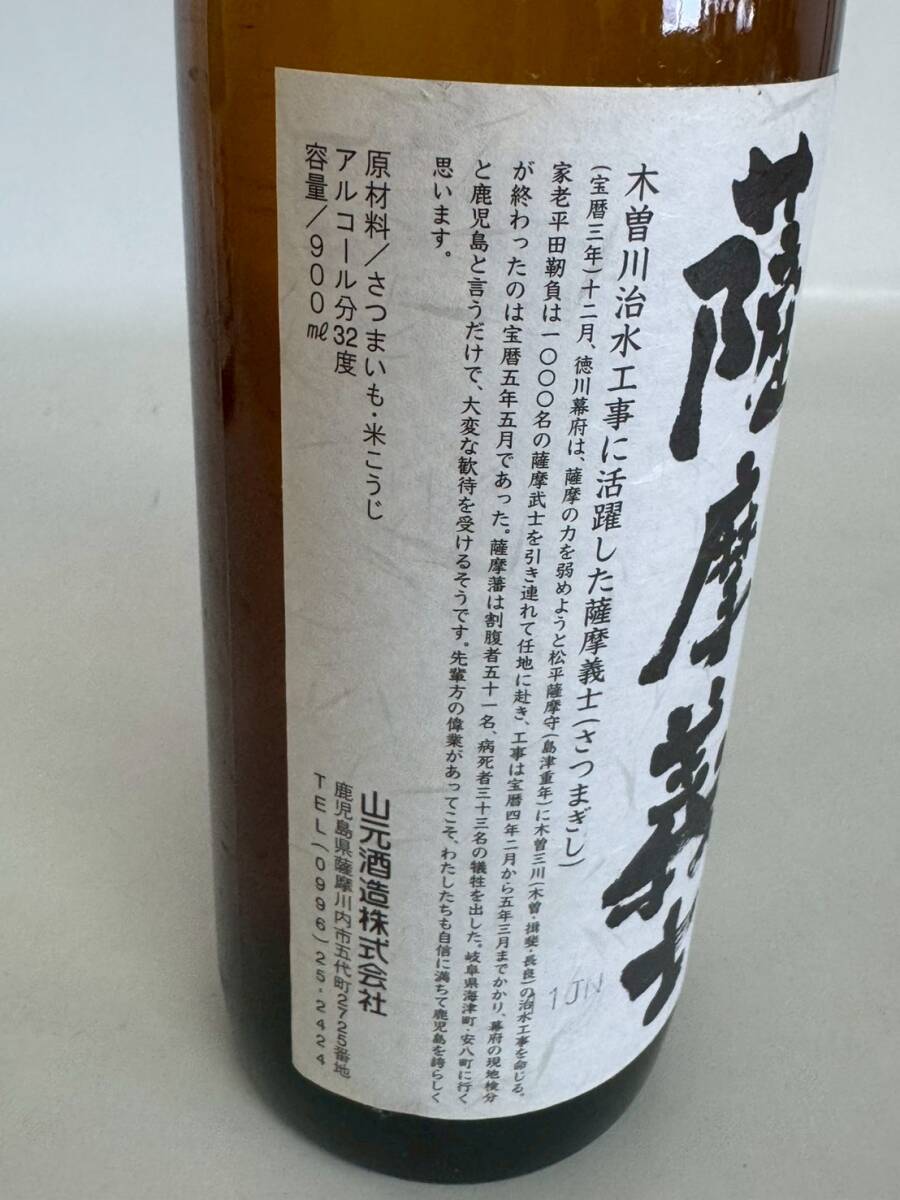 薩摩義士
木曽川治水工事に活躍した薩摩義士(さつまぎし)
(宝暦三年)十二月、徳川幕府は、薩摩の力を弱めようと松平薩摩守(島津重年)に木曽三川(木曽・揖斐・長良)の治水工事を命じる。
家老平田靭負は一〇〇〇名の薩摩武士を引き連れて任地に赴き、工事は宝暦四年二月から五年三月までかかり、幕府の現地検分
が終わったのは宝暦五年五月であった。薩摩藩は割腹者五十一名、病死者三十三名の犠牲を出した。岐阜県海津町・安八町に行く
と鹿児島と言うだけで、大変な歓待を受けるそうです。先輩方の偉業があってこそ、わたしたちも自信に満ちて鹿児島を誇らしく
思います。
原材料/さつまいも・米こうじ
アルコール分32度
容量/900㎖
山元酒造株式会社
鹿児島県薩摩川内市五代町2725番地
TEL(0996)25-2424
1JN